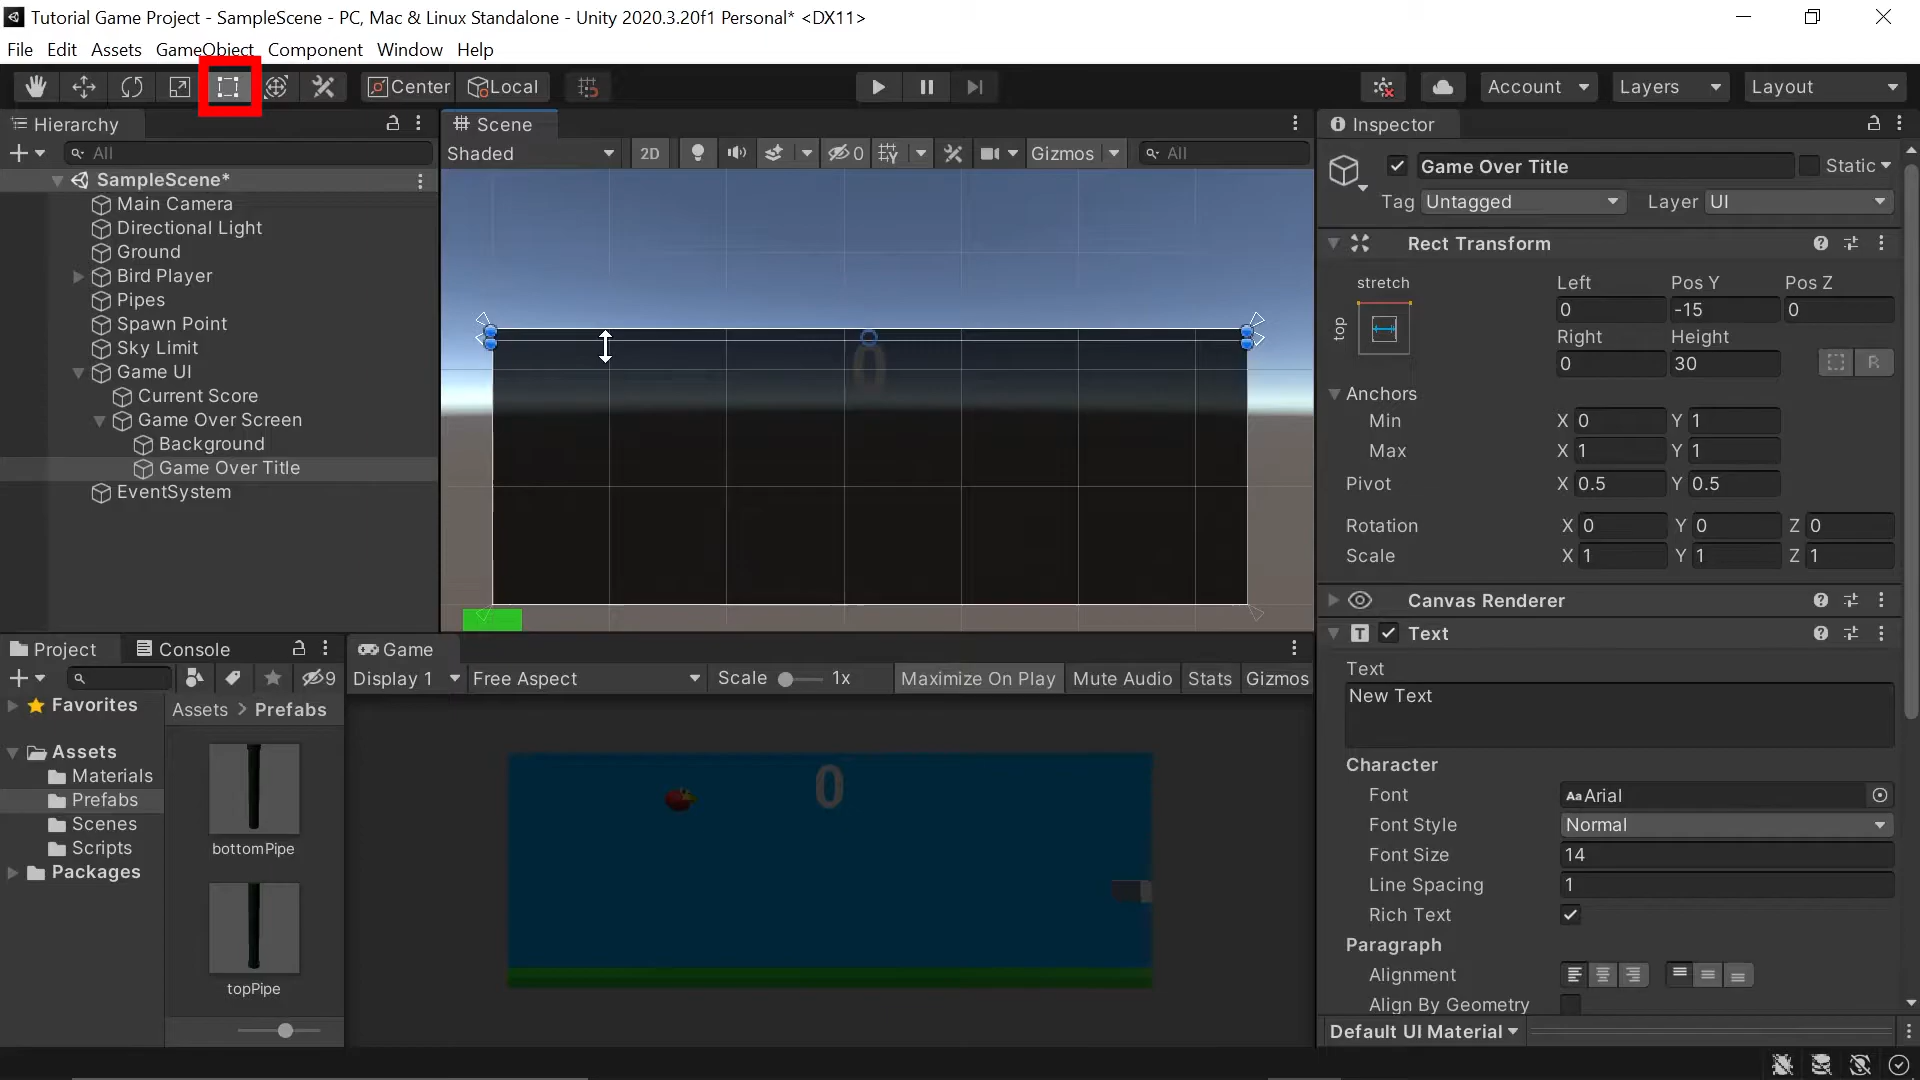 Tutorial Game Project - SampleScene - PC, Mac & Linux Standalone - Unity 2020.3.20f1 Personal* <DX11>
File Edit Assets GameObject Component Window Help
Center Local Account Layers Layout
Hierarchy
All
SampleScene*
Main Camera
Directional Light
Ground
Bird Player
Pipes
Spawn Point
Sky Limit
Game UI
Current Score
Game Over Screen
Background
Game Over Title
EventSystem
Scene
Shaded 2D 0 Gizmos All
0
Inspector
Game Over Title Static
Tag Untagged Layer UI
Rect Transform
stretch
top
Left Pos Y Pos Z
0 -15 0
Right Height
0 30 R
Anchors
Min X 0 Y 1
Max X 1 Y 1
Pivot X 0.5 Y 0.5
Rotation X 0 Y 0 Z 0
Scale X 1 Y 1 Z 1
Canvas Renderer
T Text
Text
New Text
Character
Font Aa Arial
Font Style Normal
Font Size 14
Line Spacing 1
Rich Text
Paragraph
Alignment
Align By Geometry
Default UI Material
Project Console
9
Favorites
Assets
Materials
Prefabs
Scenes
Scripts
Packages
Assets > Prefabs
bottomPipe
topPipe
Game
Display 1 Free Aspect Scale 1x Maximize On Play Mute Audio Stats Gizmos
0